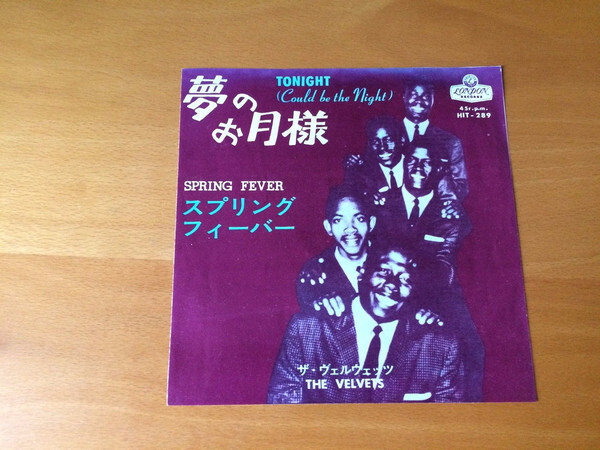 TONIGHT
(Could be the Night)
夢の
お月様
LONDON
RECORDS
45r.p.m.
HIT-289
SPRING FEVER
スプリング
フィーバー
ザ・ヴェルヴェッツ
THE VELVETS